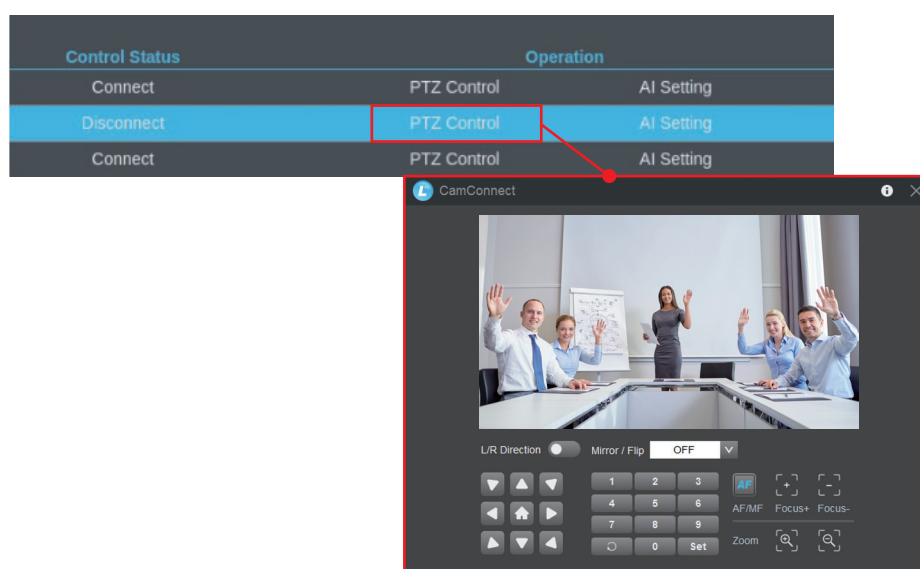 Control Status Operation
Connect PTZ Control AI Setting
Disconnect PTZ Control AI Setting
Connect PTZ Control AI Setting
L CamConnect
L/R Direction Mirror / Flip OFF
1 2 3
AF
4 5 6
AF/MF Focus+ Focus-
7 8 9
0 Set
Zoom